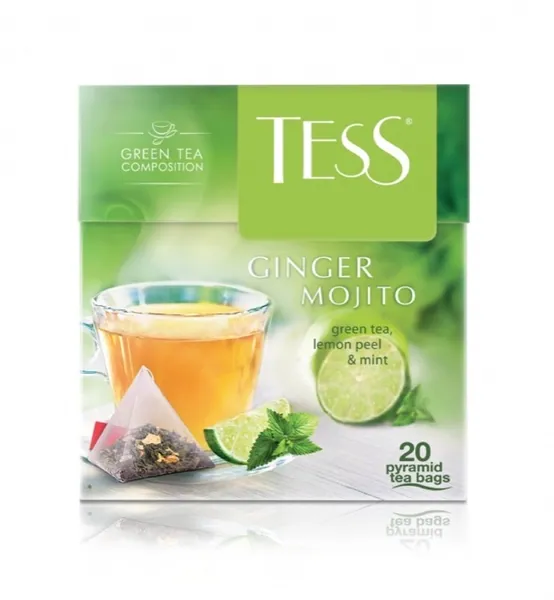 GREEN TEA
COMPOSITION
TESS®
GINGER
MOJITO
green tea,
lemon peel
& mint
20
pyramid
tea bags